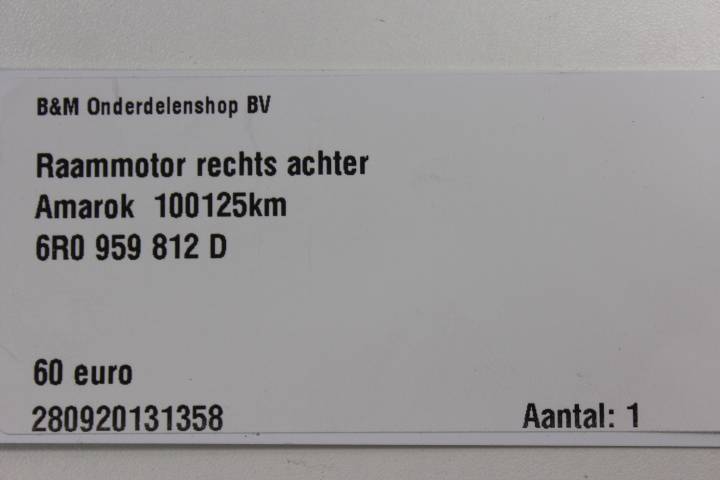 B&M Onderdelenshop BV
Raammotor rechts achter
Amarok 100125km
6R0 959 812 D
60 euro
280920131358 Aantal: 1